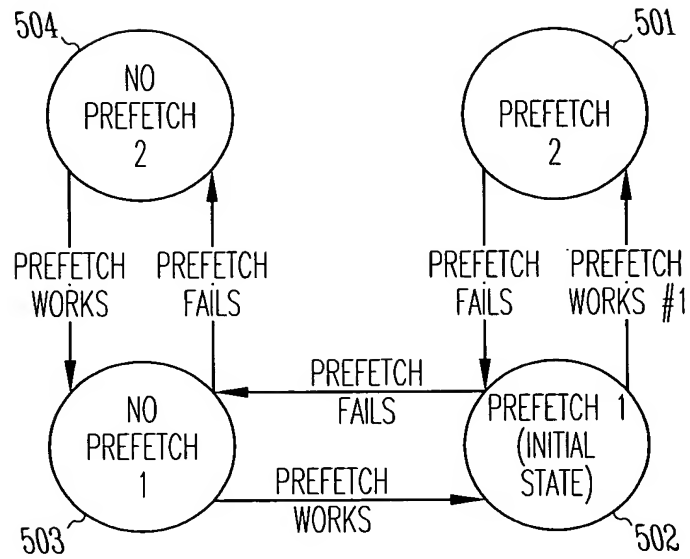 504
NO
PREFETCH
2
501
PREFETCH
2
PREFETCH
WORKS
PREFETCH
FAILS
PREFETCH
FAILS
PREFETCH
WORKS #1
PREFETCH
FAILS
NO
PREFETCH
1
PREFETCH 1
(INITIAL
STATE)
PREFETCH
WORKS
503
502